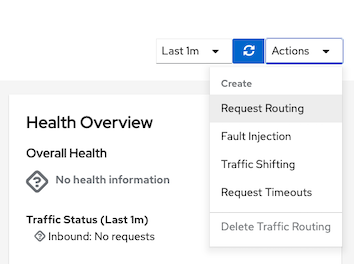 Last 1m
Actions
Create
Request Routing
Fault Injection
Traffic Shifting
Request Timeouts
Delete Traffic Routing
Health Overview
Overall Health
No health information
Traffic Status (Last 1m)
Inbound: No requests